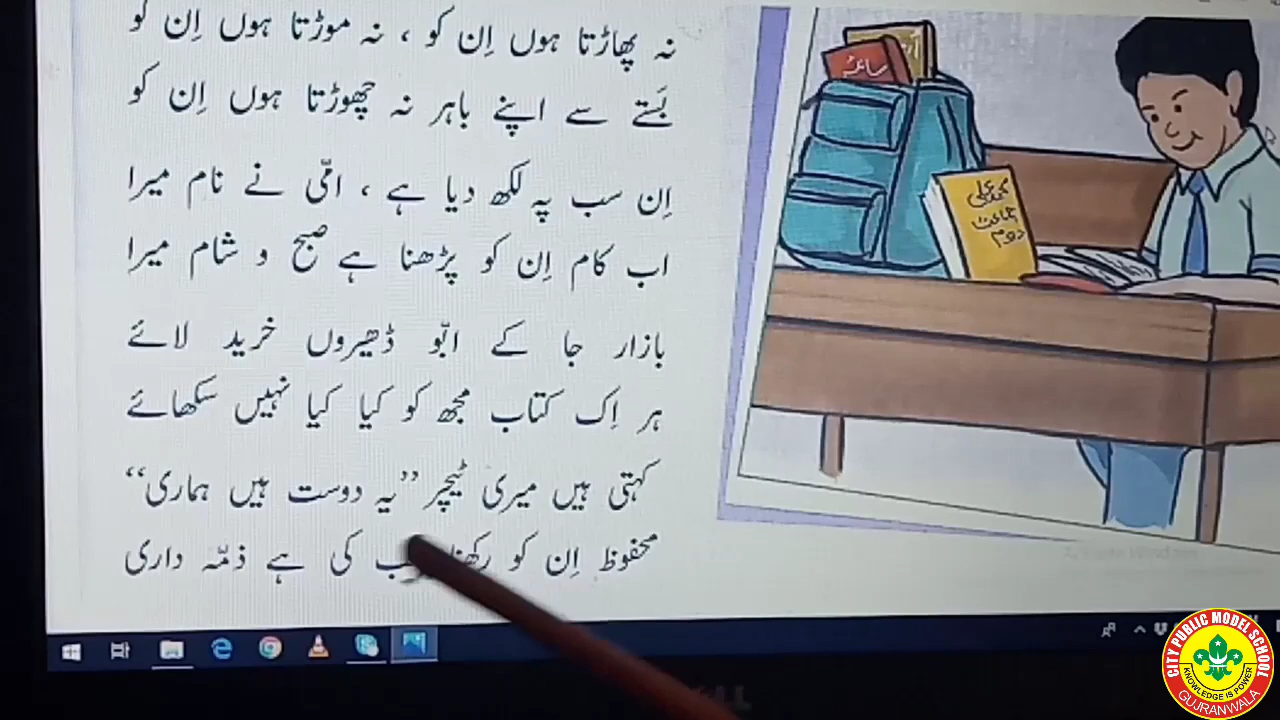 نہ پھاڑتا ہوں اِن کو ، نہ موڑتا ہوں اِن کو
بَستے سے اپنے باہر نہ چھوڑتا ہوں اِن کو
اِن سب پہ لکھ دیا ہے ، امّی نے نام میرا
اب کام اِن کو پڑھنا ہے صبح و شام میرا
بازار جا کے ابّو ڈھیروں خرید لائے
ہر اِک کتاب مجھ کو کیا کیا نہیں سکھائے
کہتی ہیں میری ٹیچر ”یہ دوست ہیں ہماری“
محفوظ اِن کو رکھنا سب کی ہے ذمّہ داری
سائنس
محمد علی
جماعت
دوم
CITY PUBLIC MODEL SCHOOL
KNOWLEDGE IS POWER
GUJRANWALA